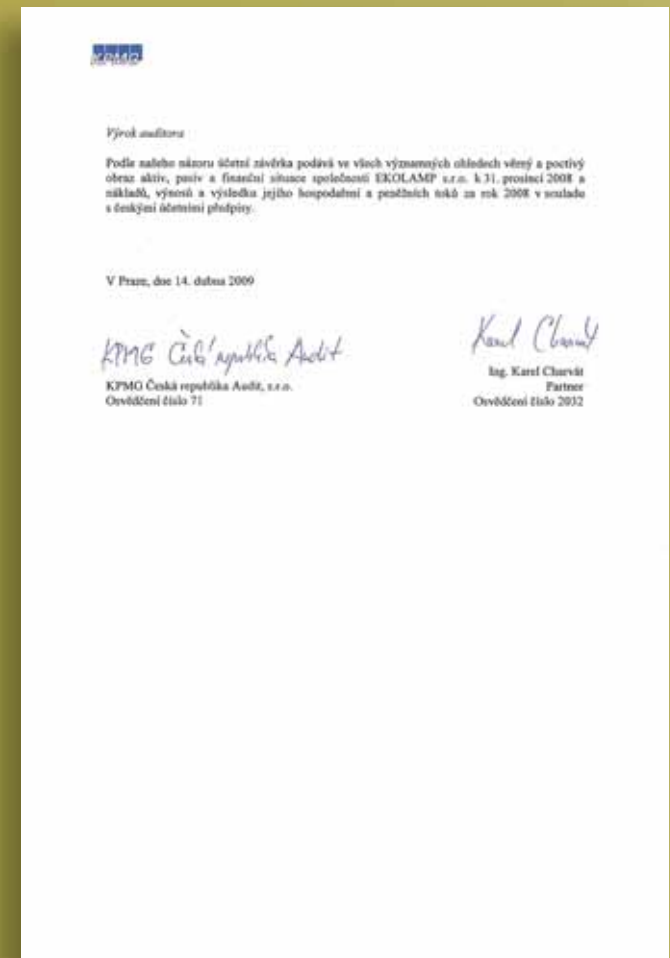 KPMG
Výrok auditora
Podle našeho názoru účetní závěrka podává ve všech významných ohledech věrný a poctivý
obraz aktiv, pasiv a finanční situace společnosti EKOLAMP s.r.o. k 31. prosinci 2008 a
nákladů, výnosů a výsledku jejího hospodaření a peněžních toků za rok 2008 v souladu
s českými účetními předpisy.
V Praze, dne 14. dubna 2009
KPMG Česká republika Audit
Karel Charvát
KPMG Česká republika Audit, s.r.o.
Osvědčení číslo 71
Ing. Karel Charvát
Partner
Osvědčení číslo 2032